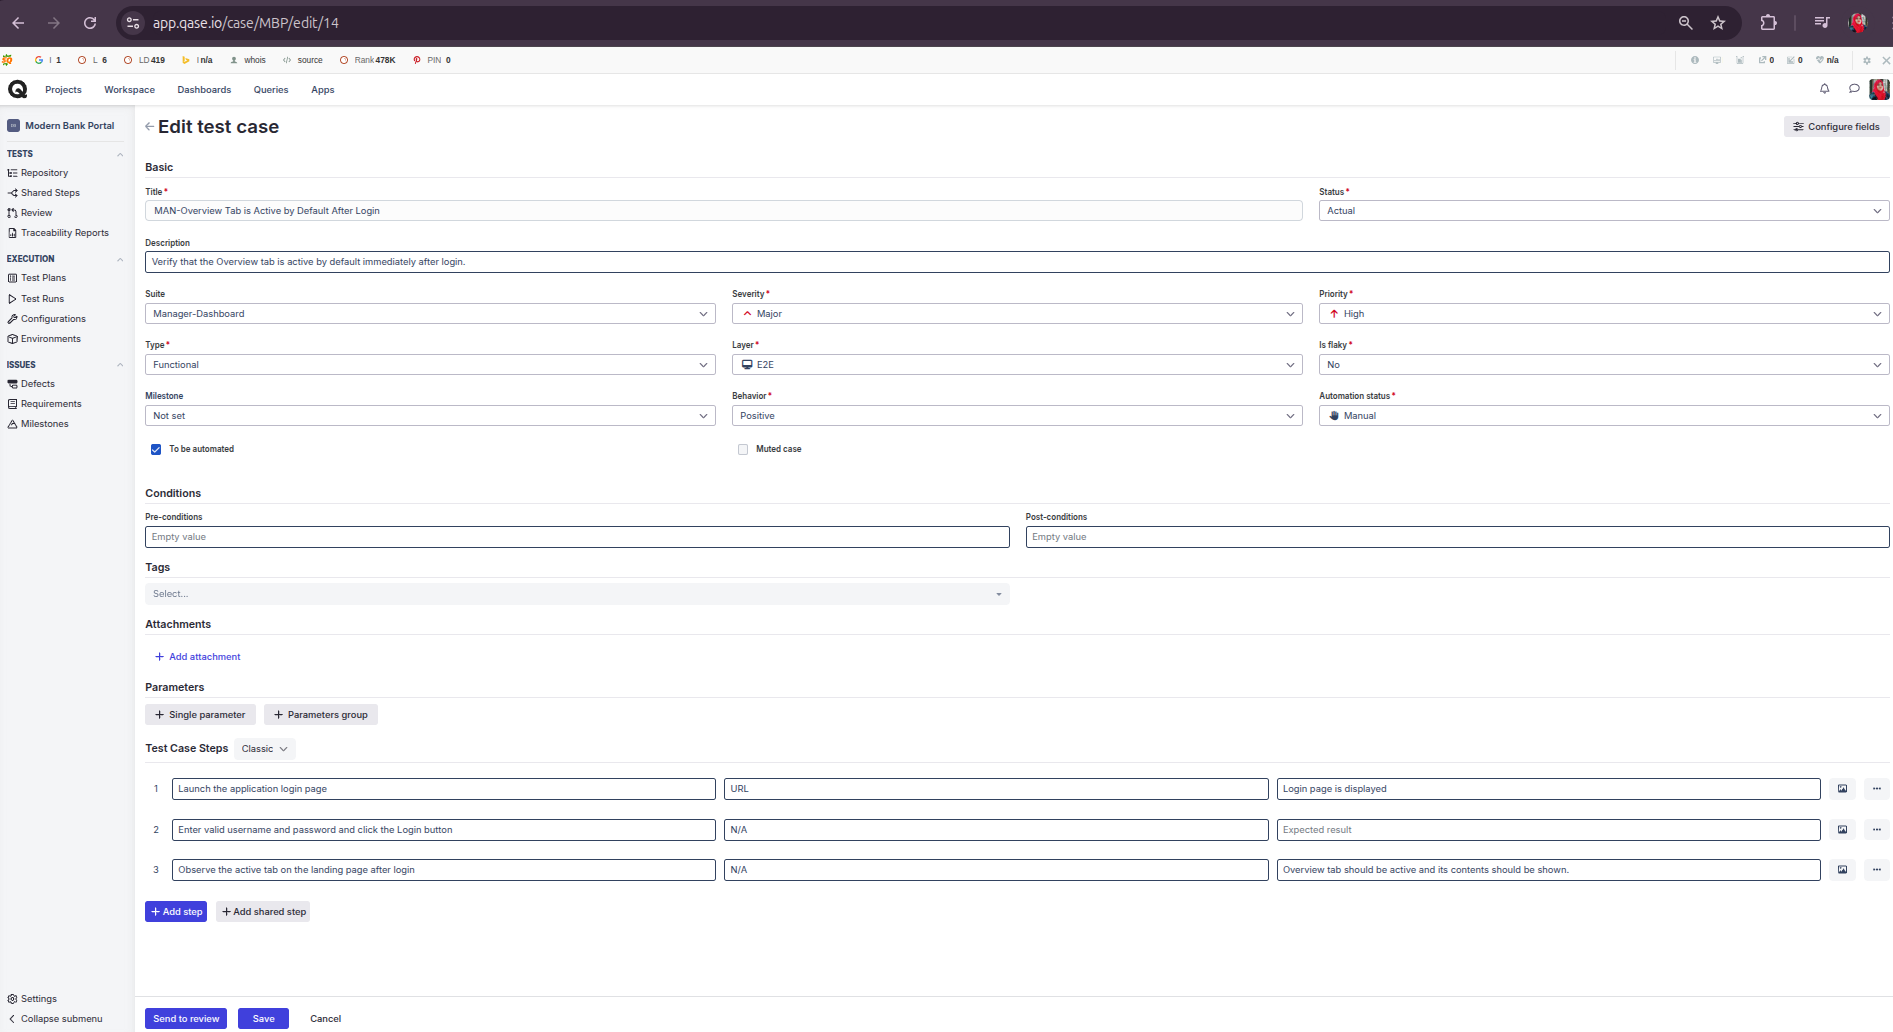 app.qase.io/case/MBP/edit/14
I 1 L 6 LD 419 I n/a whois source Rank 478K PIN 0 0 0 n/a
Projects Workspace Dashboards Queries Apps
Modern Bank Portal
TESTS
Repository
Shared Steps
Review
Traceability Reports
EXECUTION
Test Plans
Test Runs
Configurations
Environments
ISSUES
Defects
Requirements
Milestones
Settings
Collapse submenu
Edit test case
Configure fields
Basic
Title* Status*
MAN-Overview Tab is Active by Default After Login Actual
Description
Verify that the Overview tab is active by default immediately after login.
Suite Severity* Priority*
Manager-Dashboard Major High
Type* Layer* Is flaky*
Functional E2E No
Milestone Behavior* Automation status*
Not set Positive Manual
To be automated Muted case
Conditions
Pre-conditions Post-conditions
Empty value Empty value
Tags
Select...
Attachments
+ Add attachment
Parameters
+ Single parameter + Parameters group
Test Case Steps Classic
1 Launch the application login page URL Login page is displayed
2 Enter valid username and password and click the Login button N/A Expected result
3 Observe the active tab on the landing page after login N/A Overview tab should be active and its contents should be shown.
+ Add step + Add shared step
Send to review Save Cancel